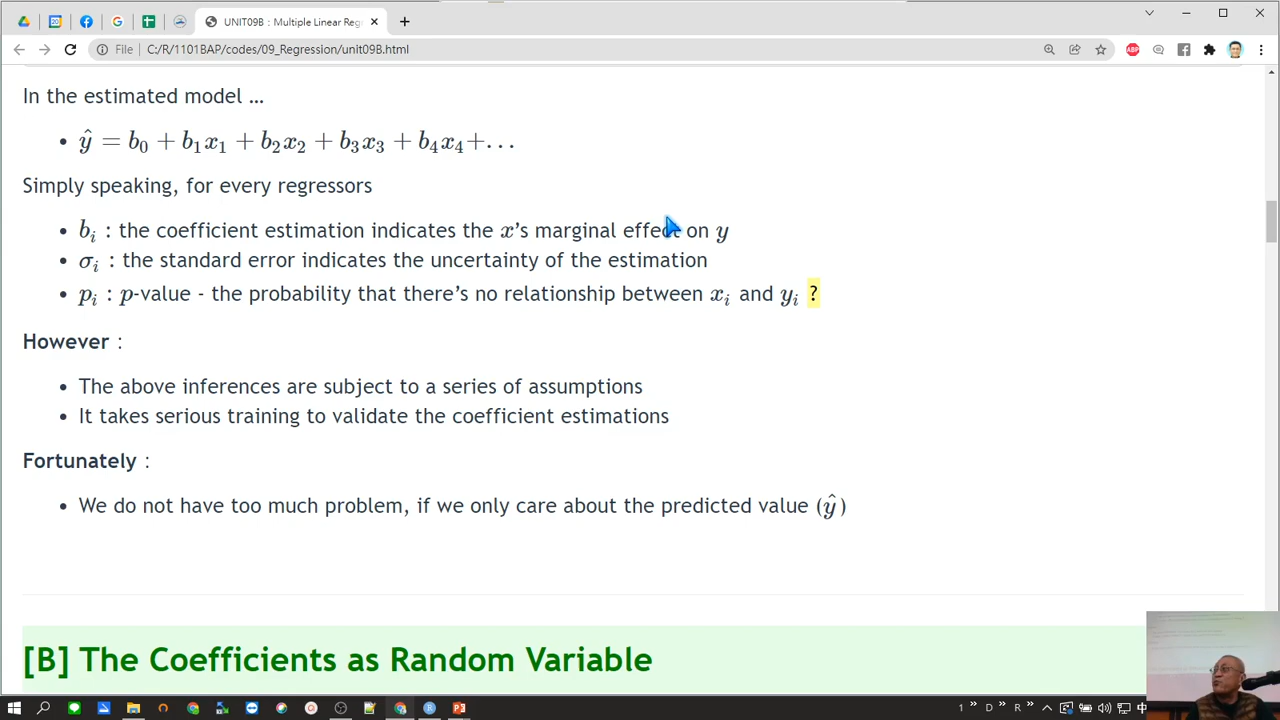 UNIT09B : Multiple Linear Reg
File C:/R/1101BAP/codes/09_Regression/unit09B.html
In the estimated model …
• ŷ = b₀ + b₁x₁ + b₂x₂ + b₃x₃ + b₄x₄+…
Simply speaking, for every regressors
• bᵢ : the coefficient estimation indicates the x's marginal effect on y
• σᵢ : the standard error indicates the uncertainty of the estimation
• pᵢ : p-value - the probability that there's no relationship between xᵢ and yᵢ ?
However :
• The above inferences are subject to a series of assumptions
• It takes serious training to validate the coefficient estimations
Fortunately :
• We do not have too much problem, if we only care about the predicted value (ŷ)
[B] The Coefficients as Random Variable
1 » D » R » 中